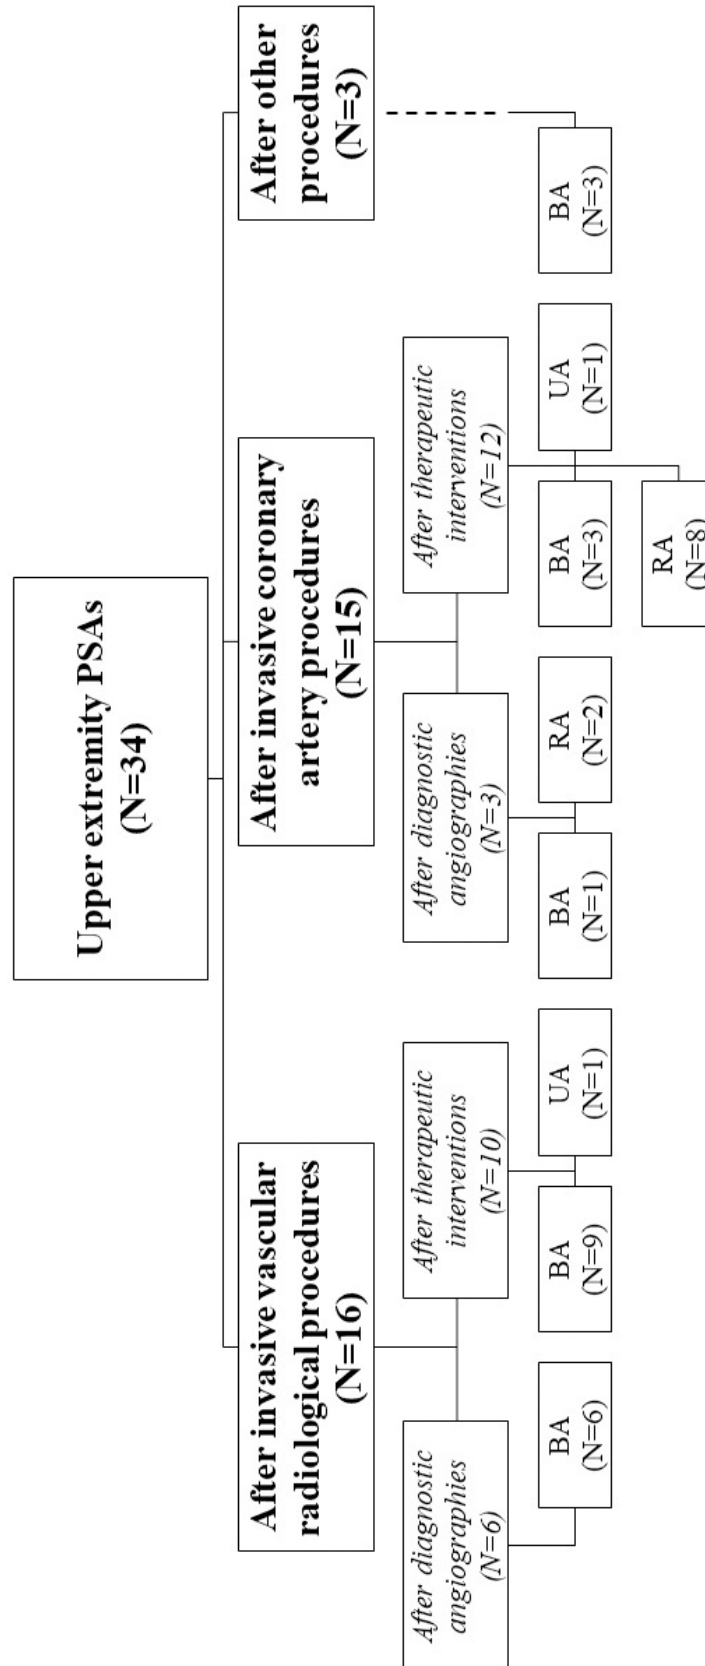 Upper extremity PSAs
(N=34)
After invasive vascular
radiological procedures
(N=16)
After invasive coronary
artery procedures
(N=15)
After other
procedures
(N=3)
After diagnostic
angiographies
(N=6)
After therapeutic
interventions
(N=10)
After diagnostic
angiographies
(N=3)
After therapeutic
interventions
(N=12)
BA
(N=6)
BA
(N=9)
UA
(N=1)
BA
(N=1)
RA
(N=2)
BA
(N=3)
UA
(N=1)
BA
(N=3)
RA
(N=8)